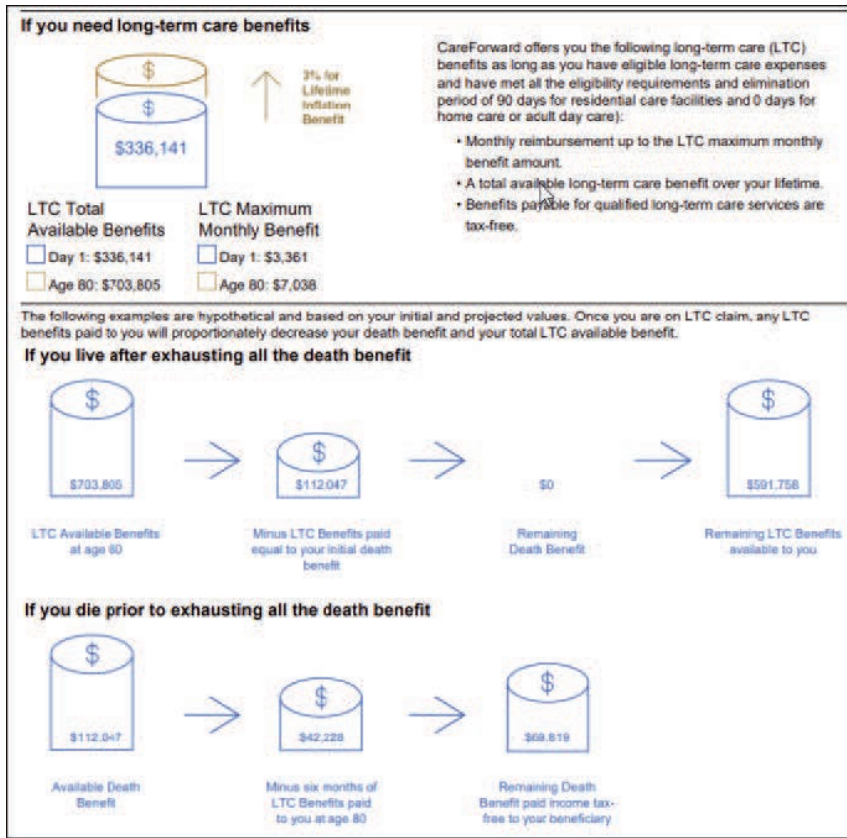 If you need long-term care benefits
$
$
$336,141
3% for
Lifetime
Inflation
Benefit
LTC Total
Available Benefits
Day 1: $336,141
Age 80: $703,805
LTC Maximum
Monthly Benefit
Day 1: $3,361
Age 80: $7,038
CareForward offers you the following long-term care (LTC)
benefits as long as you have eligible long-term care expenses
and have met all the eligibility requirements and elimination
period of 90 days for residential care facilities and 0 days for
home care or adult day care):
• Monthly reimbursement up to the LTC maximum monthly
benefit amount.
• A total available long-term care benefit over your lifetime.
• Benefits payable for qualified long-term care services are
tax-free.
The following examples are hypothetical and based on your initial and projected values. Once you are on LTC claim, any LTC
benefits paid to you will proportionately decrease your death benefit and your total LTC available benefit.
If you live after exhausting all the death benefit
$
$703,805
LTC Available Benefits
at age 80
$
$112,047
Minus LTC Benefits paid
equal to your initial death
benefit
$0
Remaining
Death Benefit
$
$591,758
Remaining LTC Benefits
available to you
If you die prior to exhausting all the death benefit
$
$112,047
Available Death
Benefit
$
$42,228
Minus six months of
LTC Benefits paid
to you at age 80
$
$69,819
Remaining Death
Benefit paid income tax-
free to your beneficiary